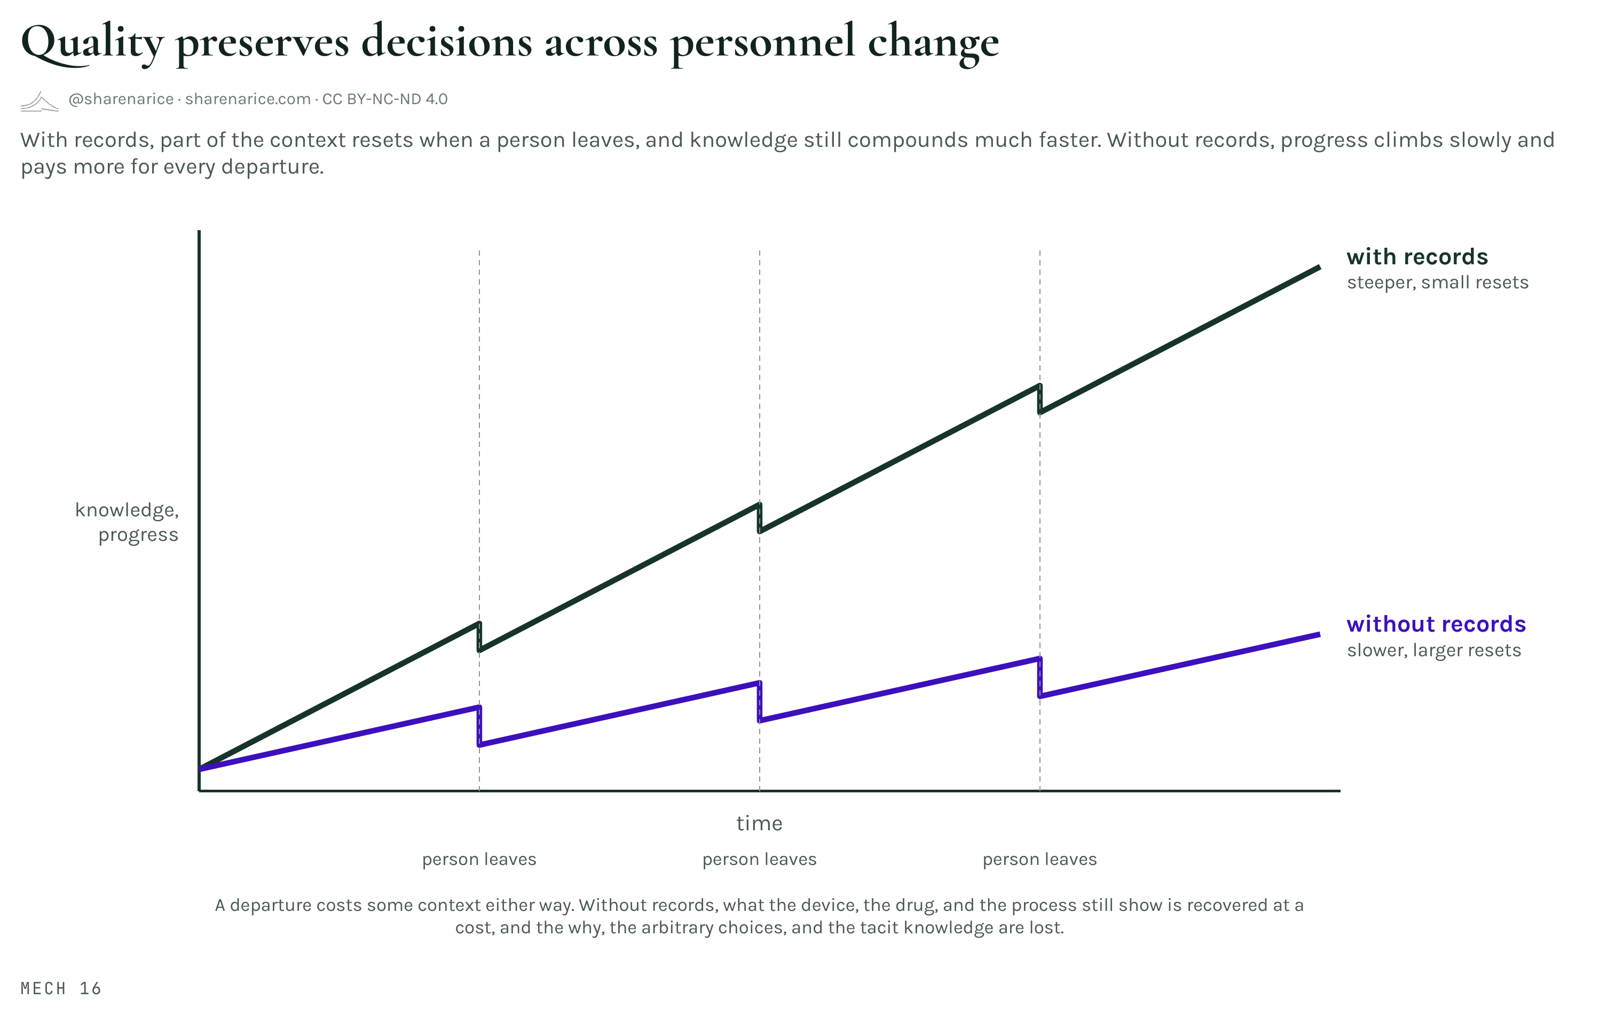 Quality preserves decisions across personnel change
@sharenarice · sharenarice.com · CC BY-NC-ND 4.0
With records, part of the context resets when a person leaves, and knowledge still compounds much faster. Without records, progress climbs slowly and
pays more for every departure.
with records
steeper, small resets
knowledge,
progress
without records
slower, larger resets
time
person leaves
person leaves
person leaves
A departure costs some context either way. Without records, what the device, the drug, and the process still show is recovered at a
cost, and the why, the arbitrary choices, and the tacit knowledge are lost.
MECH 16